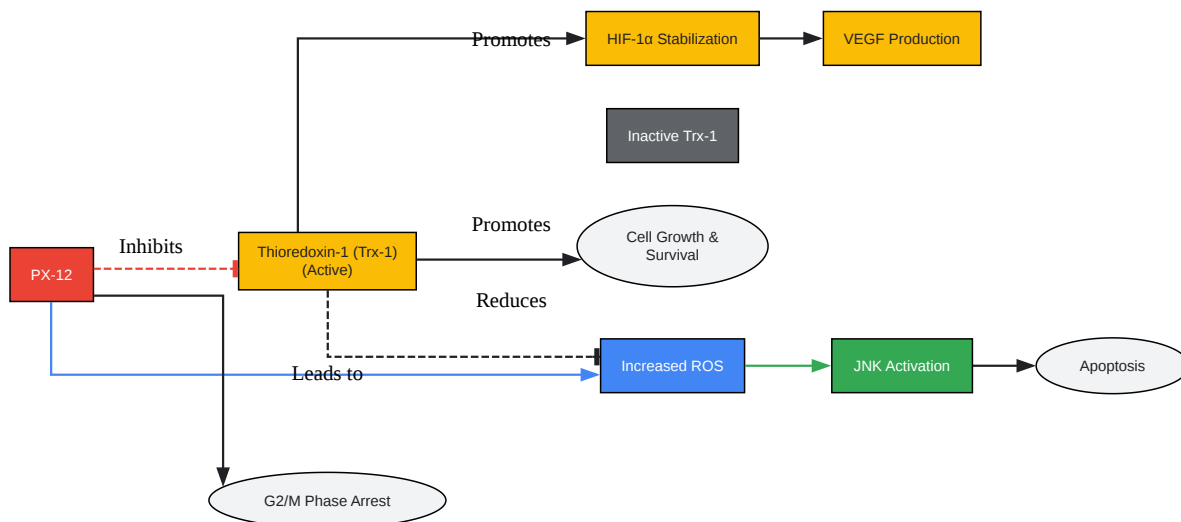 Promotes
HIF-1α Stabilization
VEGF Production
Inactive Trx-1
Promotes
Cell Growth &
Survival
Inhibits
Thioredoxin-1 (Trx-1)
(Active)
PX-12
Reduces
Increased ROS
JNK Activation
Apoptosis
Leads to
G2/M Phase Arrest